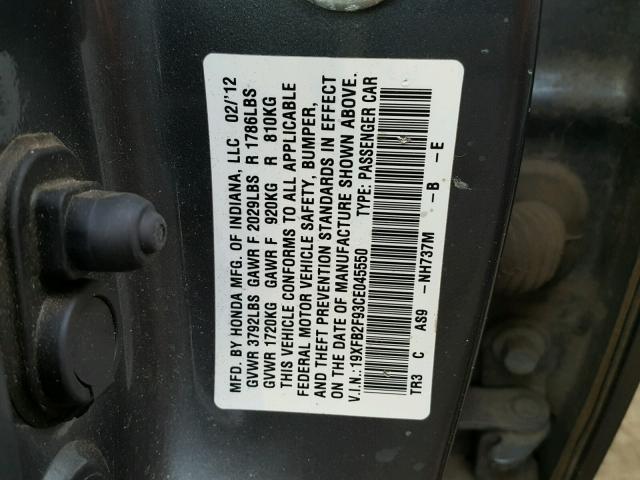 MFD. BY HONDA MFG. OF INDIANA, LLC 02/'12
GVWR 3792LBS GAWR F 2029LBS R 1786LBS
GVWR 1720KG GAWR F 920KG R 810KG
THIS VEHICLE CONFORMS TO ALL APPLICABLE
FEDERAL MOTOR VEHICLE SAFETY, BUMPER,
AND THEFT PREVENTION STANDARDS IN EFFECT
ON THE DATE OF MANUFACTURE SHOWN ABOVE.
V.I.N.:19XFB2F93CE045550 TYPE: PASSENGER CAR
TR3 C AS9 -NH737M -B -E